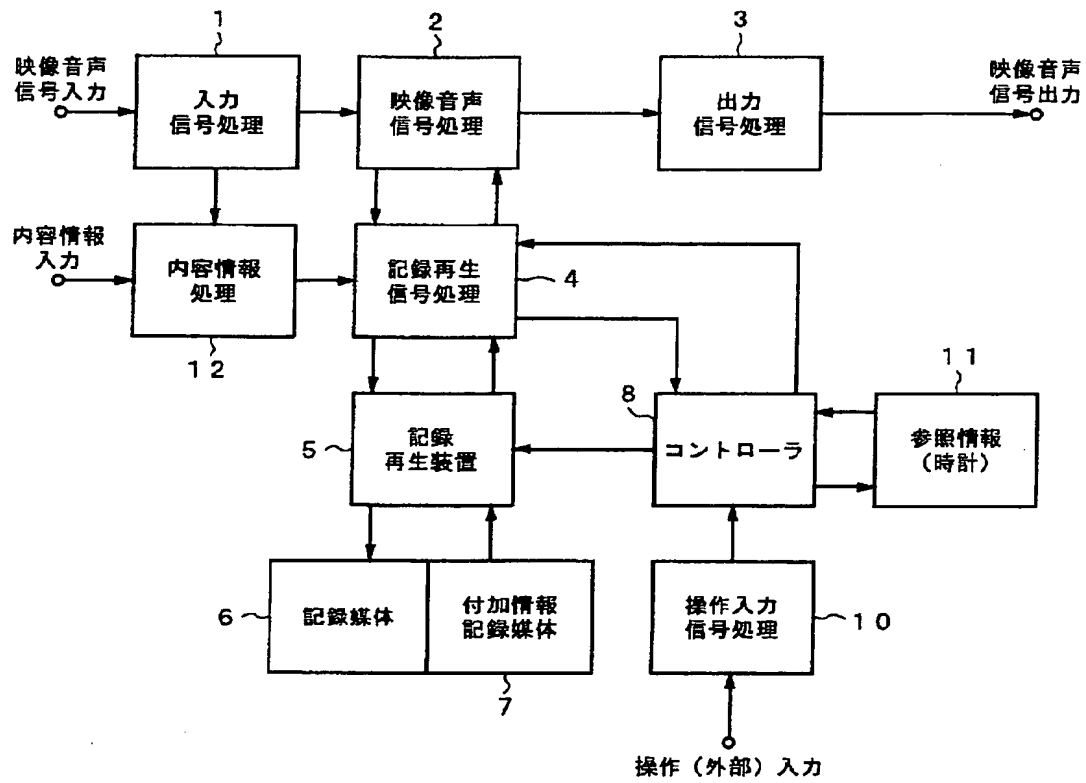 1
2
3
映像音声
信号入力
入力
信号処理
映像音声
信号処理
出力
信号処理
映像音声
信号出力
内容情報
入力
内容情報
処理
12
記録再生
信号処理
4
5
記録
再生装置
8
コントローラ
11
参照情報
(時計)
6
記録媒体
付加情報
記録媒体
7
操作入力
信号処理
10
操作(外部)入力